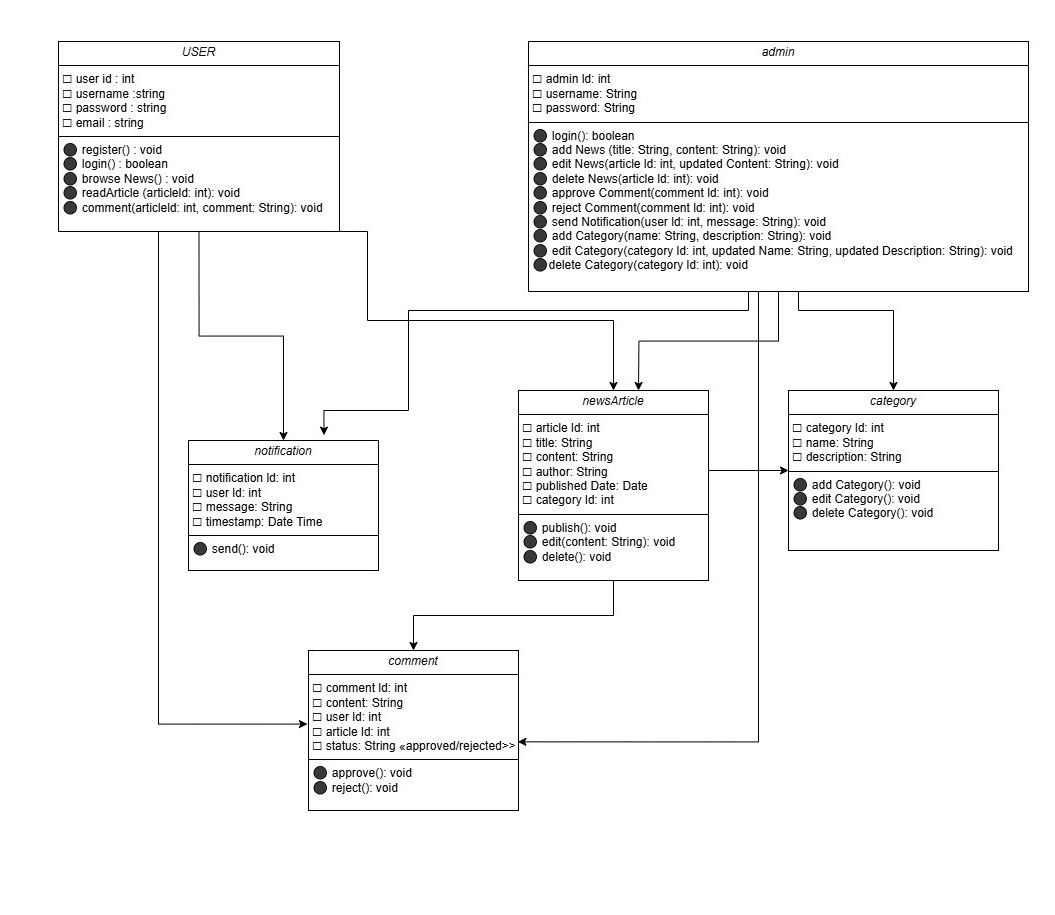 USER
user id : int
username :string
password : string
email : string
register() : void
login() : boolean
browse News() : void
readArticle (articleId: int): void
comment(articleId: int, comment: String): void
admin
admin Id: int
username: String
password: String
login(): boolean
add News (title: String, content: String): void
edit News(article Id: int, updated Content: String): void
delete News(article Id: int): void
approve Comment(comment Id: int): void
reject Comment(comment Id: int): void
send Notification(user Id: int, message: String): void
add Category(name: String, description: String): void
edit Category(category Id: int, updated Name: String, updated Description: String): void
delete Category(category Id: int): void
notification
notification Id: int
user Id: int
message: String
timestamp: Date Time
send(): void
newsArticle
article Id: int
title: String
content: String
author: String
published Date: Date
category Id: int
publish(): void
edit(content: String): void
delete(): void
category
category Id: int
name: String
description: String
add Category(): void
edit Category(): void
delete Category(): void
comment
comment Id: int
content: String
user Id: int
article Id: int
status: String «approved/rejected>>
approve(): void
reject(): void